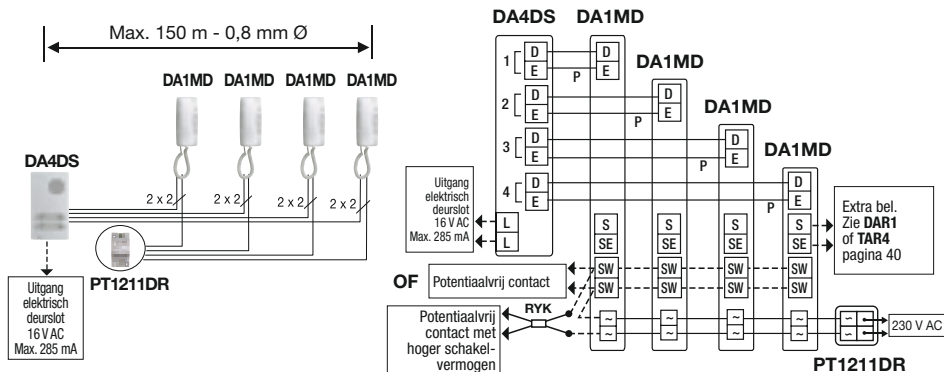 Max. 150 m - 0,8 mm Ø
DA1MD DA1MD DA1MD DA1MD
DA4DS
2 x 2 2 x 2 2 x 2 2 x 2
PT1211DR
Uitgang
elektrisch
deurslot
16 V AC
Max. 285 mA
DA4DS DA1MD
DA1MD
DA1MD
DA1MD
1 D D
E P E
2 D D
E P E
3 D D
E P E
4 D D
E P E
Uitgang
elektrisch
deurslot
16 V AC
Max. 285 mA
L
L
S S S S
SE SE SE SE
SW SW SW SW
SW SW SW SW
~ ~ ~ ~ ~
~ ~ ~ ~ ~
Extra bel.
Zie DAR1
of TAR4
pagina 40
OF
Potentiaalvrij contact
RYK
Potentiaalvrij
contact met
hoger schakel-
vermogen
230 V AC
PT1211DR